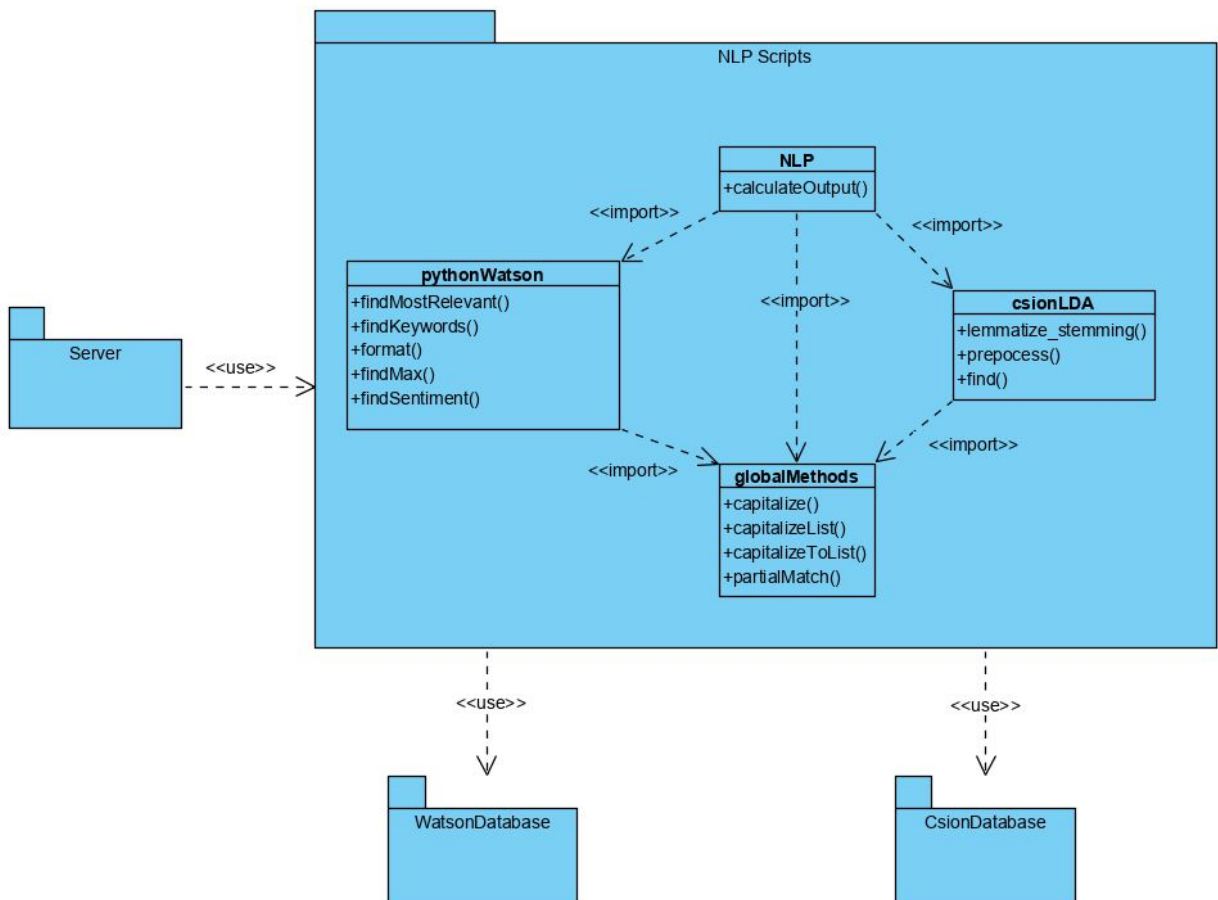 NLP Scripts
NLP
+calculateOutput()
<<import>>
<<import>>
<<import>>
pythonWatson
+findMostRelevant()
+findKeywords()
+format()
+findMax()
+findSentiment()
csionLDA
+lemmatize_stemming()
+prepocess()
+find()
Server
<<use>>
<<import>>
<<import>>
globalMethods
+capitalize()
+capitalizeList()
+capitalizeToList()
+partialMatch()
<<use>>
<<use>>
WatsonDatabase
CsionDatabase